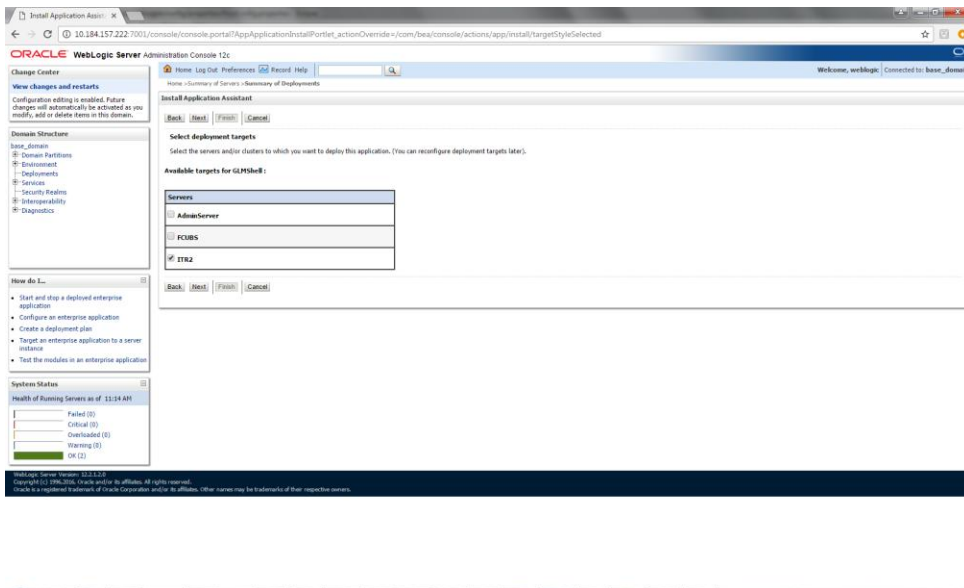 Install Application Assist
10.184.157.222:7001/console/console.portal?AppApplicationInstallPortlet_actionOverride=/com/bea/console/actions/app/install/targetStyleSelected
ORACLE WebLogic Server Administration Console 12c
Change Center
View changes and restarts
Configuration editing is enabled. Future
changes will automatically be activated as you
modify, add or delete items in this domain.
Domain Structure
base_domain
Domain Partitions
Environment
Deployments
Services
Security Realms
Interoperability
Diagnostics
How do I...
Start and stop a deployed enterprise
application
Configure an enterprise application
Create a deployment plan
Target an enterprise application to a server
instance
Test the modules in an enterprise application
System Status
Health of Running Servers as of 11:14 AM
Failed (0)
Critical (0)
Overloaded (0)
Warning (0)
OK (2)
Home Log Out Preferences Record Help
Welcome, weblogic Connected to: base_domai
Home >Summary of Servers >Summary of Deployments
Install Application Assistant
Back Next Finish Cancel
Select deployment targets
Select the servers and/or clusters to which you want to deploy this application. (You can reconfigure deployment targets later).
Available targets for GLMShell :
Servers
AdminServer
FCUBS
ITR2
Back Next Finish Cancel
WebLogic Server Version: 12.2.1.2.0
Copyright (c) 1996,2016, Oracle and/or its affiliates. All rights reserved.
Oracle is a registered trademark of Oracle Corporation and/or its affiliates. Other names may be trademarks of their respective owners.